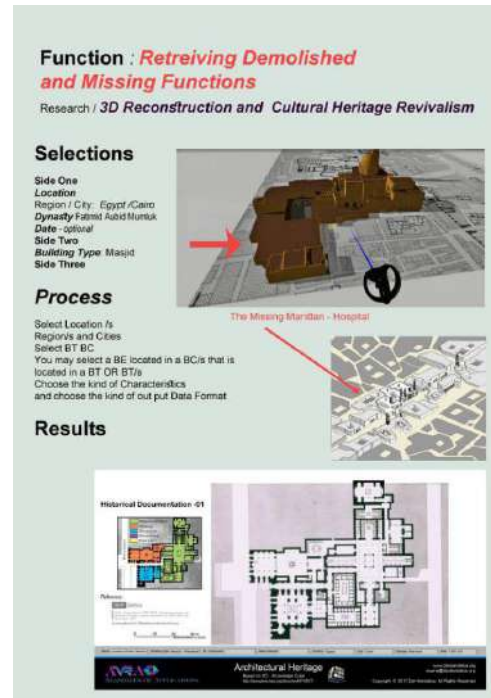 Function : Retreiving Demolished
and Missing Functions
Research / 3D Reconstruction and Cultural Heritage Revivalism
Selections
Side One
Location
Region / City: Egypt /Cairo
Dynasty Fatimid Aubid Mamluk
Date - optional
Side Two
Building Type: Masjid
Side Three
Process
Select Location /s
Region/s and Cities
Select BT BC
You may select a BE located in a BC/s that is
located in a BT OR BT/s
Choose the kind of Characteristics
and choose the kind of out put Data Format
The Missing Maristan - Hospital
Results
Historical Documentation -01
Architectural Heritage